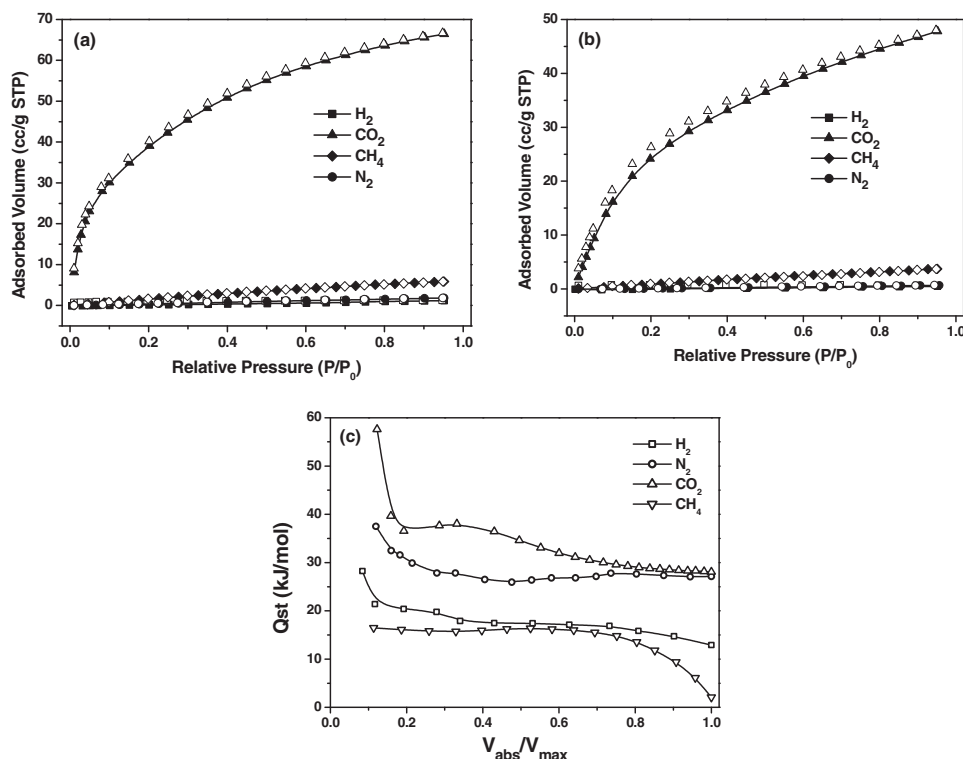 (a)
H₂
CO₂
CH₄
N₂
Adsorbed Volume (cc/g STP)
70
60
50
40
30
20
10
0
0.0 0.2 0.4 0.6 0.8 1.0
Relative Pressure (P/P₀)
(b)
H₂
CO₂
CH₄
N₂
Adsorbed Volume (cc/g STP)
50
40
30
20
10
0
0.0 0.2 0.4 0.6 0.8 1.0
Relative Pressure (P/P₀)
(c)
H₂
N₂
CO₂
CH₄
Qst (kJ/mol)
60
50
40
30
20
10
0
0.0 0.2 0.4 0.6 0.8 1.0
V_abs/V_max